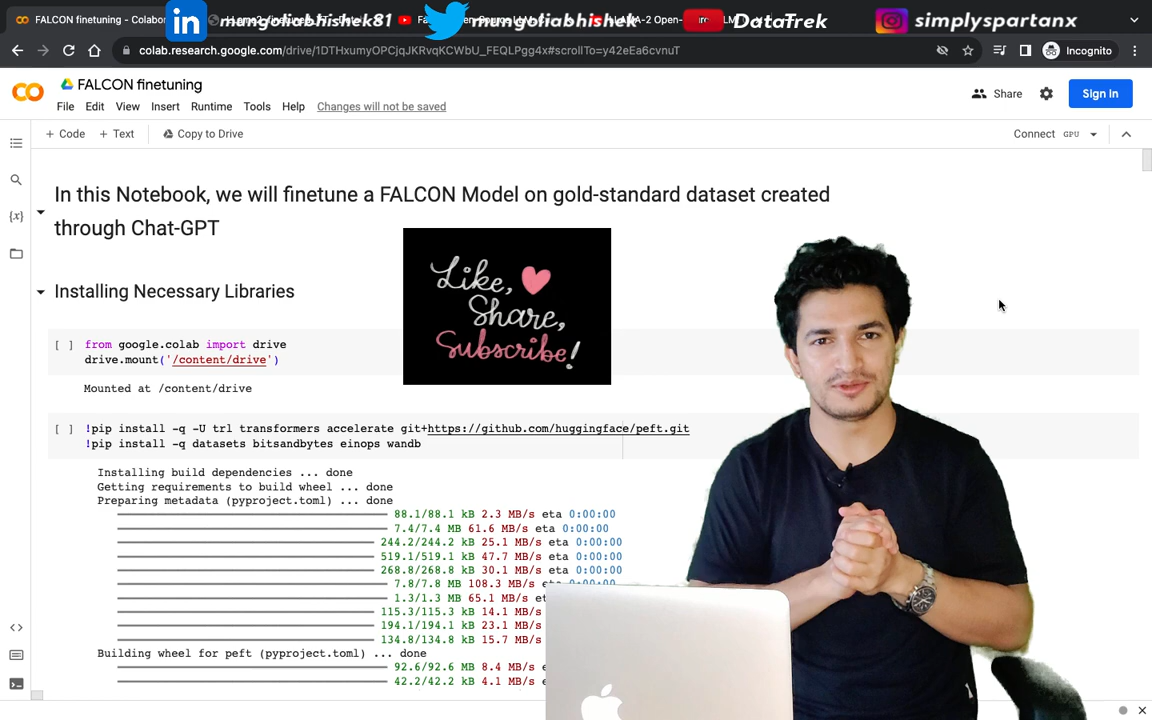 FALCON finetuning - Colabor
mangoliabhishek81
mangoliabhishek
DataTrek
simplyspartanx
colab.research.google.com/drive/1DTHxumyOPCjqJKRvqKCWbU_FEQLPgg4x#scrollTo=y42eEa6cvnuT
Incognito
FALCON finetuning
File Edit View Insert Runtime Tools Help Changes will not be saved
Share
Sign in
+ Code + Text Copy to Drive
Connect GPU
In this Notebook, we will finetune a FALCON Model on gold-standard dataset created
through Chat-GPT
Like,
Share,
Subscribe!
Installing Necessary Libraries
[ ] from google.colab import drive
drive.mount('/content/drive')
Mounted at /content/drive
[ ] !pip install -q -U trl transformers accelerate git+https://github.com/huggingface/peft.git
!pip install -q datasets bitsandbytes einops wandb
Installing build dependencies ... done
Getting requirements to build wheel ... done
Preparing metadata (pyproject.toml) ... done
88.1/88.1 kB 2.3 MB/s eta 0:00:00
7.4/7.4 MB 61.6 MB/s eta 0:00:00
244.2/244.2 kB 25.1 MB/s eta 0:00:00
519.1/519.1 kB 47.7 MB/s eta 0:00:00
268.8/268.8 kB 30.1 MB/s eta 0:00:00
7.8/7.8 MB 108.3 MB/s eta 0:00:00
1.3/1.3 MB 65.1 MB/s
115.3/115.3 kB 14.1 MB/s
194.1/194.1 kB 23.1 MB/s
134.8/134.8 kB 15.7 MB/s
Building wheel for peft (pyproject.toml) ... done
92.6/92.6 MB 8.4 MB/s
42.2/42.2 kB 4.1 MB/s